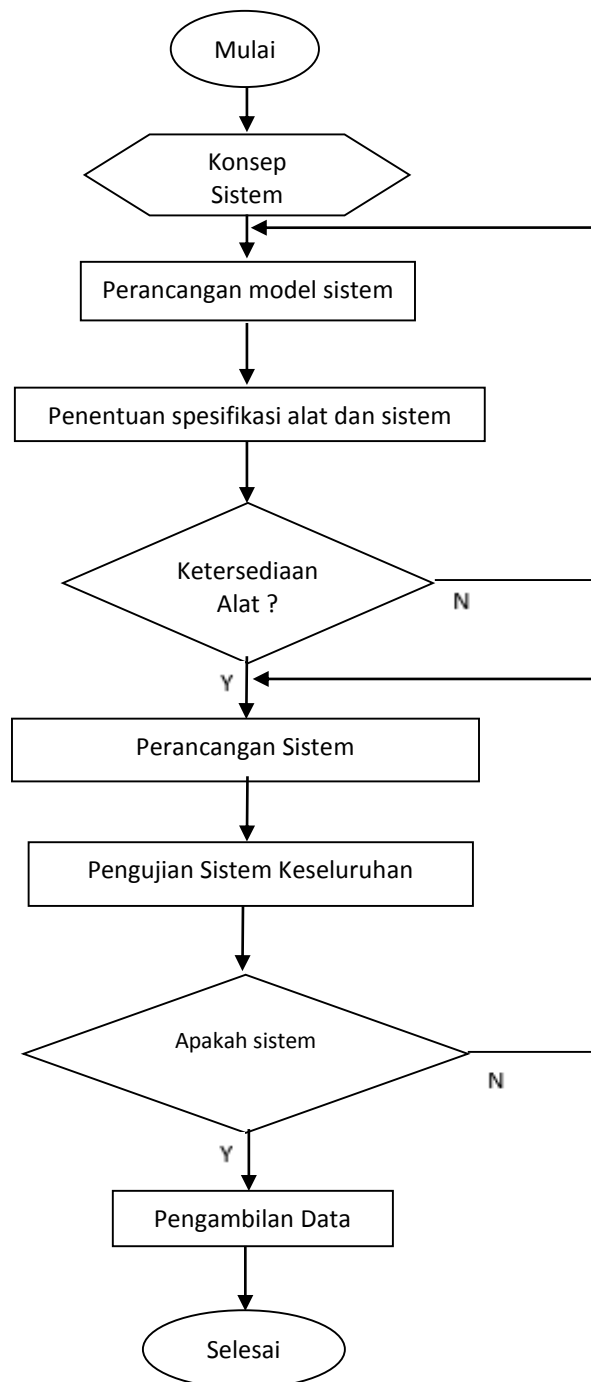 Mulai
Konsep
Sistem
Perancangan model sistem
Penentuan spesifikasi alat dan sistem
Ketersediaan
Alat ?
N
Y
Perancangan Sistem
Pengujian Sistem Keseluruhan
Apakah sistem
N
Y
Pengambilan Data
Selesai